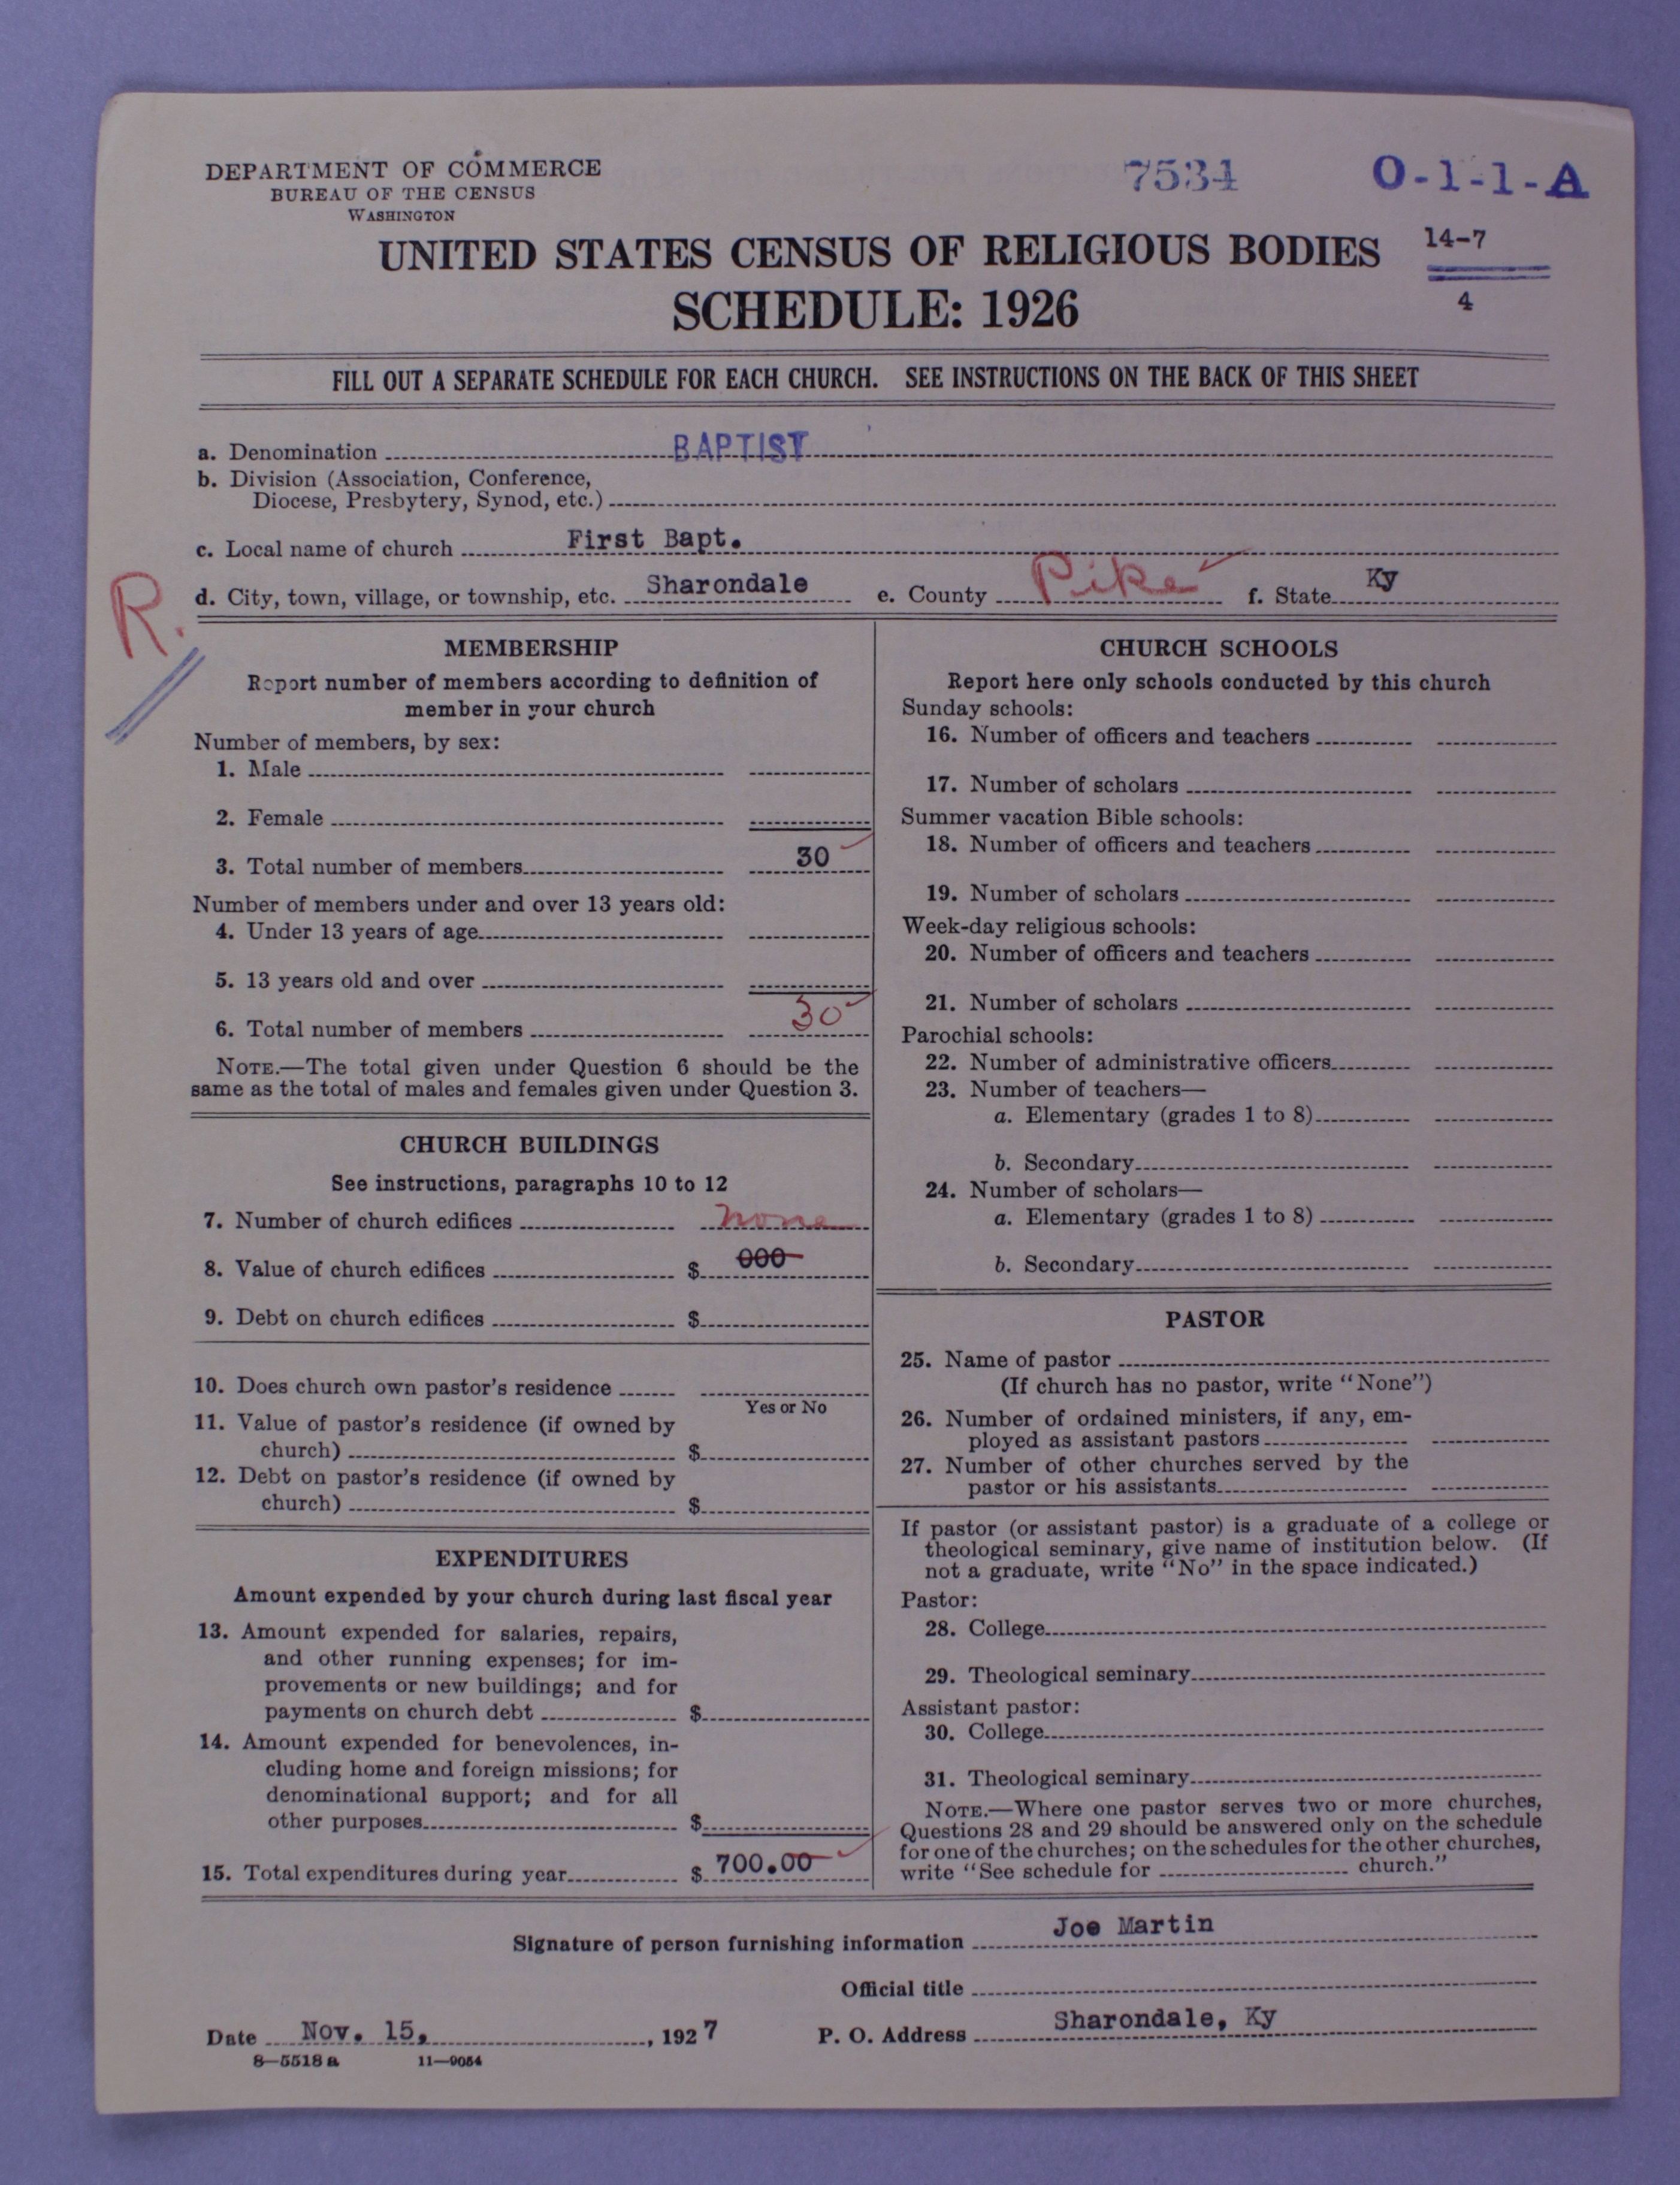 DEPARTMENT OF COMMERCE
BUREAU OF THE CENSUS
WASHINGTON
7534
O-1-1-A
UNITED STATES CENSUS OF RELIGIOUS BODIES
14-7
4
SCHEDULE: 1926
FILL OUT A SEPARATE SCHEDULE FOR EACH CHURCH. SEE INSTRUCTIONS ON THE BACK OF THIS SHEET
a. Denomination BAPTIST
b. Division (Association, Conference,
Diocese, Presbytery, Synod, etc.)
c. Local name of church First Bapt.
R.
d. City, town, village, or township, etc. Sharondale e. County Pike f. State Ky
MEMBERSHIP
Report number of members according to definition of
member in your church
Number of members, by sex:
1. Male
2. Female
3. Total number of members 30
Number of members under and over 13 years old:
4. Under 13 years of age
5. 13 years old and over
6. Total number of members 30
NOTE.—The total given under Question 6 should be the
same as the total of males and females given under Question 3.
CHURCH BUILDINGS
See instructions, paragraphs 10 to 12
7. Number of church edifices none
8. Value of church edifices $ 000
9. Debt on church edifices $
10. Does church own pastor's residence
Yes or No
11. Value of pastor's residence (if owned by
church) $
12. Debt on pastor's residence (if owned by
church) $
EXPENDITURES
Amount expended by your church during last fiscal year
13. Amount expended for salaries, repairs,
and other running expenses; for im-
provements or new buildings; and for
payments on church debt $
14. Amount expended for benevolences, in-
cluding home and foreign missions; for
denominational support; and for all
other purposes $
15. Total expenditures during year $ 700.00
CHURCH SCHOOLS
Report here only schools conducted by this church
Sunday schools:
16. Number of officers and teachers
17. Number of scholars
Summer vacation Bible schools:
18. Number of officers and teachers
19. Number of scholars
Week-day religious schools:
20. Number of officers and teachers
21. Number of scholars
Parochial schools:
22. Number of administrative officers
23. Number of teachers—
a. Elementary (grades 1 to 8)
b. Secondary
24. Number of scholars—
a. Elementary (grades 1 to 8)
b. Secondary
PASTOR
25. Name of pastor
(If church has no pastor, write "None")
26. Number of ordained ministers, if any, em-
ployed as assistant pastors
27. Number of other churches served by the
pastor or his assistants
If pastor (or assistant pastor) is a graduate of a college or
theological seminary, give name of institution below. (If
not a graduate, write "No" in the space indicated.)
Pastor:
28. College
29. Theological seminary
Assistant pastor:
30. College
31. Theological seminary
NOTE.—Where one pastor serves two or more churches,
Questions 28 and 29 should be answered only on the schedule
for one of the churches; on the schedules for the other churches,
write "See schedule for church."
Signature of person furnishing information Joe Martin
Official title
Date Nov. 15, , 1927 P. O. Address Sharondale, Ky
8—5518 a 11—9054